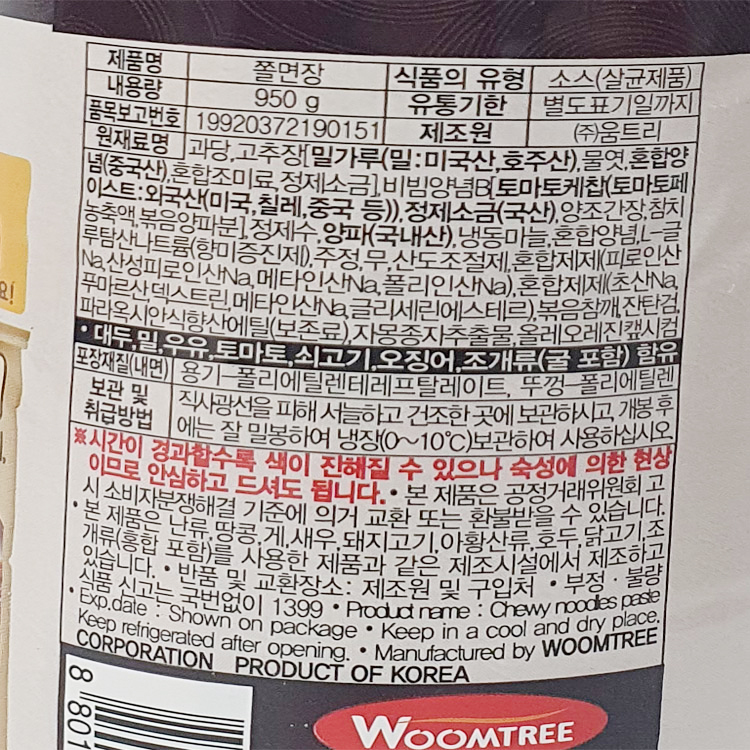 제품명 쫄면장 식품의 유형 소스(살균제품)
내용량 950 g 유통기한 별도표기일까지
품목보고번호 19920372190151 제조원 ㈜움트리
원재료명 과당,고추장[밀가루(밀:미국산,호주산),물엿,혼합양
념(중국산),혼합조미료,정제소금],비빔양념B[토마토케찹(토마토페
이스트:외국산(미국,칠레,중국 등)),정제소금(국산),양조간장,참치
농축액,볶음양파분],정제수,양파(국내산),냉동마늘,혼합양념,L-글
루탐산나트륨(향미증진제),주정,무,산도조절제,혼합제제(피로인산
Na,산성피로인산Na,메타인산Na,폴리인산Na),혼합제제(초산Na,
푸마르산,덱스트린,메타인산Na,글리세린에스테르),볶음참깨,잔탄검,
파라옥시안식향산에틸(보존료),자몽종자추출물,올레오레진캪시컴
• 대두,밀,우유,토마토,쇠고기,오징어,조개류(굴 포함) 함유
포장재질(내면) 용기-폴리에틸렌테레프탈레이트, 뚜껑-폴리에틸렌
보관 및 취급방법 직사광선을 피해 서늘하고 건조한 곳에 보관하시고, 개봉 후
에는 잘 밀봉하여 냉장(0~10℃)보관하여 사용하십시오.
※시간이 경과할수록 색이 진해질 수 있으나 숙성에 의한 현상
이므로 안심하고 드셔도 됩니다. • 본 제품은 공정거래위원회 고
시 소비자분쟁해결 기준에 의거 교환 또는 환불받을 수 있습니다.
• 본 제품은 난류,땅콩,게,새우,돼지고기,아황산류,호두,닭고기,조
개류(홍합 포함)를 사용한 제품과 같은 제조시설에서 제조하고
있습니다. • 반품 및 교환장소: 제조원 및 구입처 • 부정·불량
식품 신고는 국번없이 1399 • Product name : Chewy noodles paste
• Exp.date : Shown on package • Keep in a cool and dry place.
Keep refrigerated after opening. • Manufactured by WOOMTREE
CORPORATION PRODUCT OF KOREA
8 801
WOOMTREE